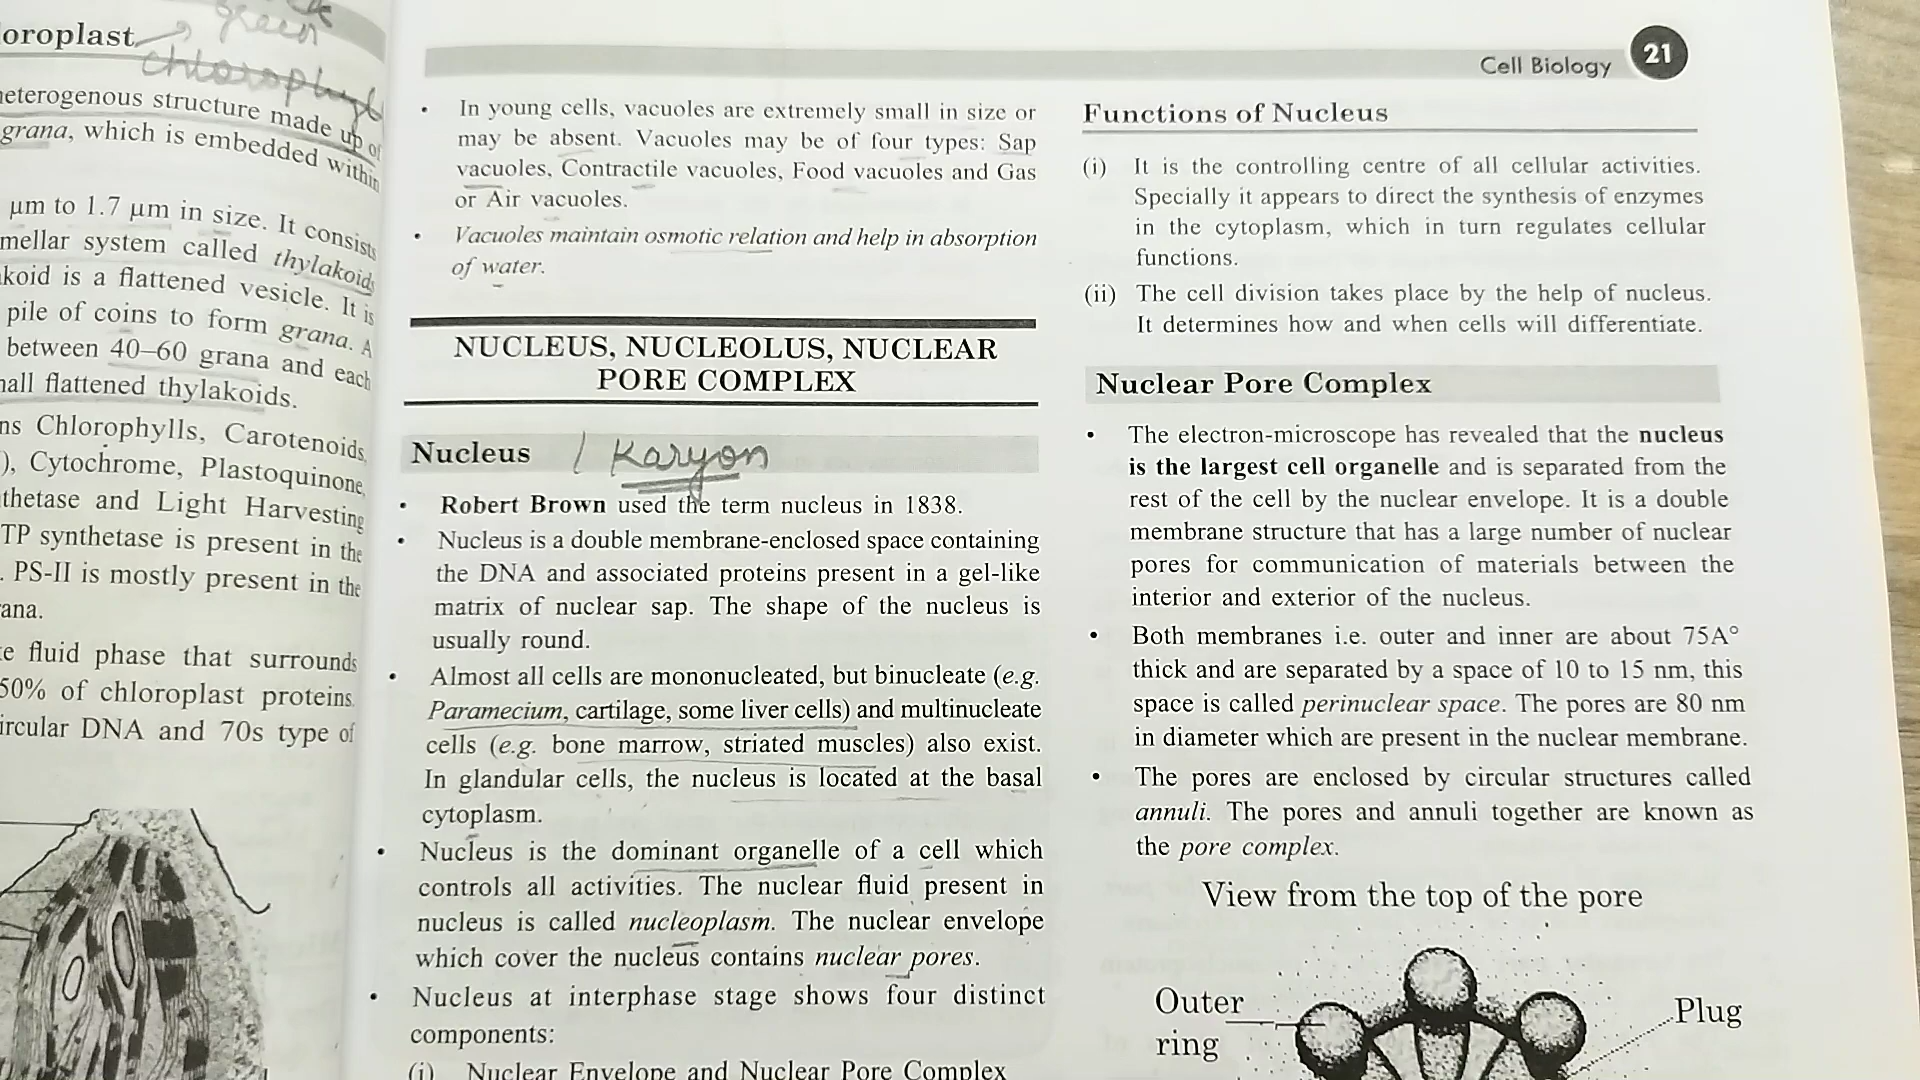 green
oroplast
chlorophyl
heterogenous structure made up of
grana, which is embedded within
µm to 1.7 µm in size. It consists
mellar system called thylakoids
koid is a flattened vesicle. It is
pile of coins to form grana. A
between 40–60 grana and each
all flattened thylakoids.
ns Chlorophylls, Carotenoids,
), Cytochrome, Plastoquinone,
thetase and Light Harvesting
TP synthetase is present in the
. PS-II is mostly present in the
rana.
fluid phase that surrounds
50% of chloroplast proteins.
ircular DNA and 70s type of
Cell Biology 21
• In young cells, vacuoles are extremely small in size or
may be absent. Vacuoles may be of four types: Sap
vacuoles, Contractile vacuoles, Food vacuoles and Gas
or Air vacuoles.
• Vacuoles maintain osmotic relation and help in absorption
of water.
NUCLEUS, NUCLEOLUS, NUCLEAR
PORE COMPLEX
Nucleus / Karyon
• Robert Brown used the term nucleus in 1838.
• Nucleus is a double membrane-enclosed space containing
the DNA and associated proteins present in a gel-like
matrix of nuclear sap. The shape of the nucleus is
usually round.
• Almost all cells are mononucleated, but binucleate (e.g.
Paramecium, cartilage, some liver cells) and multinucleate
cells (e.g. bone marrow, striated muscles) also exist.
In glandular cells, the nucleus is located at the basal
cytoplasm.
• Nucleus is the dominant organelle of a cell which
controls all activities. The nuclear fluid present in
nucleus is called nucleoplasm. The nuclear envelope
which cover the nucleus contains nuclear pores.
• Nucleus at interphase stage shows four distinct
components:
(i) Nuclear Envelope and Nuclear Pore Complex
Functions of Nucleus
(i) It is the controlling centre of all cellular activities.
Specially it appears to direct the synthesis of enzymes
in the cytoplasm, which in turn regulates cellular
functions.
(ii) The cell division takes place by the help of nucleus.
It determines how and when cells will differentiate.
Nuclear Pore Complex
• The electron-microscope has revealed that the nucleus
is the largest cell organelle and is separated from the
rest of the cell by the nuclear envelope. It is a double
membrane structure that has a large number of nuclear
pores for communication of materials between the
interior and exterior of the nucleus.
• Both membranes i.e. outer and inner are about 75A°
thick and are separated by a space of 10 to 15 nm, this
space is called perinuclear space. The pores are 80 nm
in diameter which are present in the nuclear membrane.
• The pores are enclosed by circular structures called
annuli. The pores and annuli together are known as
the pore complex.
View from the top of the pore
Outer
ring
Plug